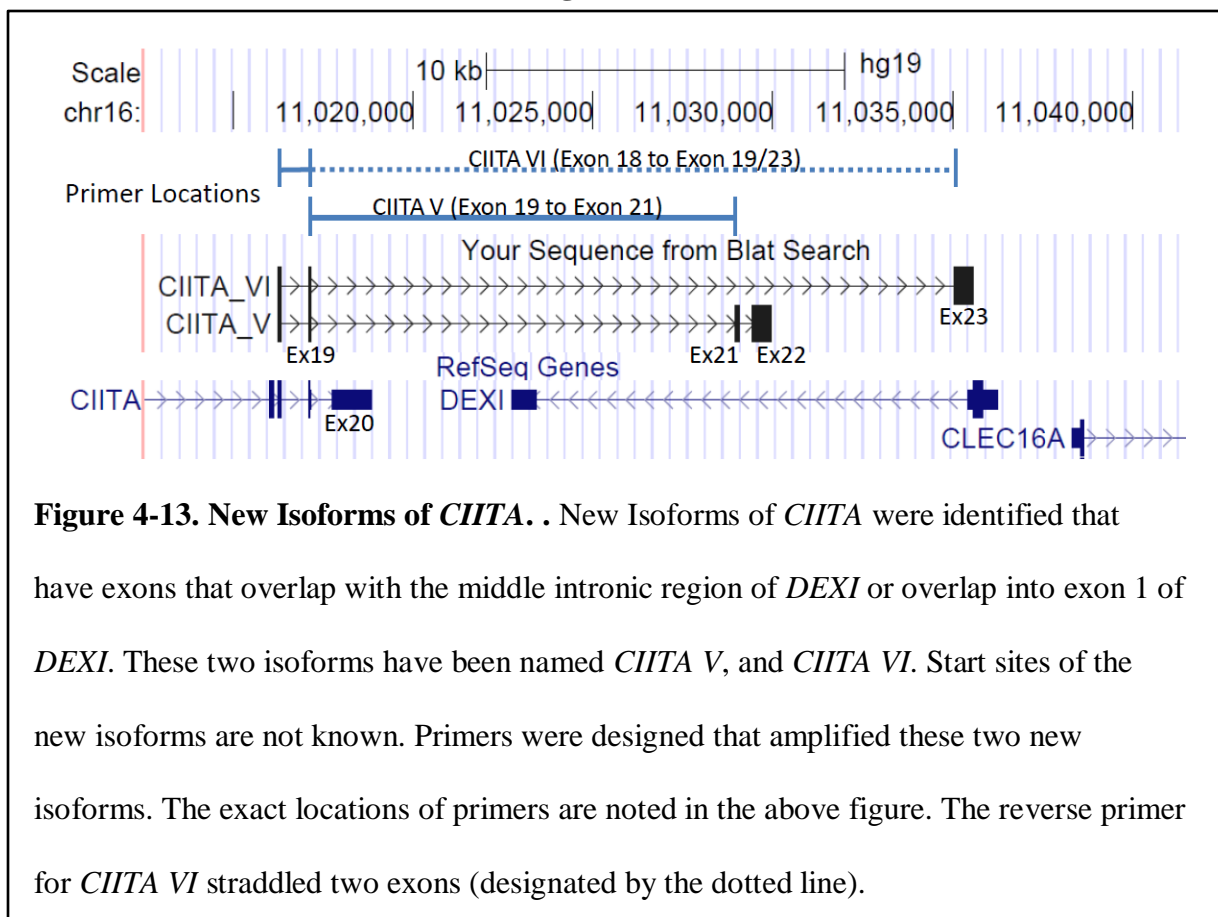 Scale 10 kb hg19
chr16: 11,020,000 11,025,000 11,030,000 11,035,000 11,040,000
CIITA VI (Exon 18 to Exon 19/23)
Primer Locations
CIITA V (Exon 19 to Exon 21)
Your Sequence from Blat Search
CIITA_VI
CIITA_V
Ex23
Ex19 Ex21 Ex22
RefSeq Genes
CIITA DEXI
Ex20
CLEC16A
Figure 4-13. New Isoforms of CIITA. . New Isoforms of CIITA were identified that
have exons that overlap with the middle intronic region of DEXI or overlap into exon 1 of
DEXI. These two isoforms have been named CIITA V, and CIITA VI. Start sites of the
new isoforms are not known. Primers were designed that amplified these two new
isoforms. The exact locations of primers are noted in the above figure. The reverse primer
for CIITA VI straddled two exons (designated by the dotted line).